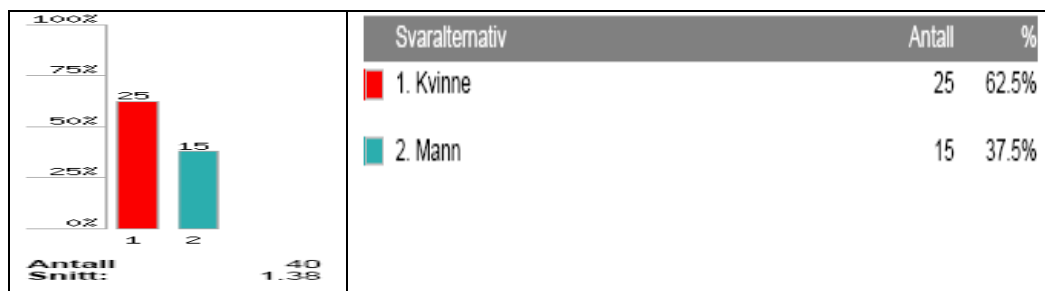 100%
75%
25
50%
15
25%
0%
1 2
Antall 40
Snitt: 1.38
Svaralternativ Antall %
1. Kvinne 25 62.5%
2. Mann 15 37.5%